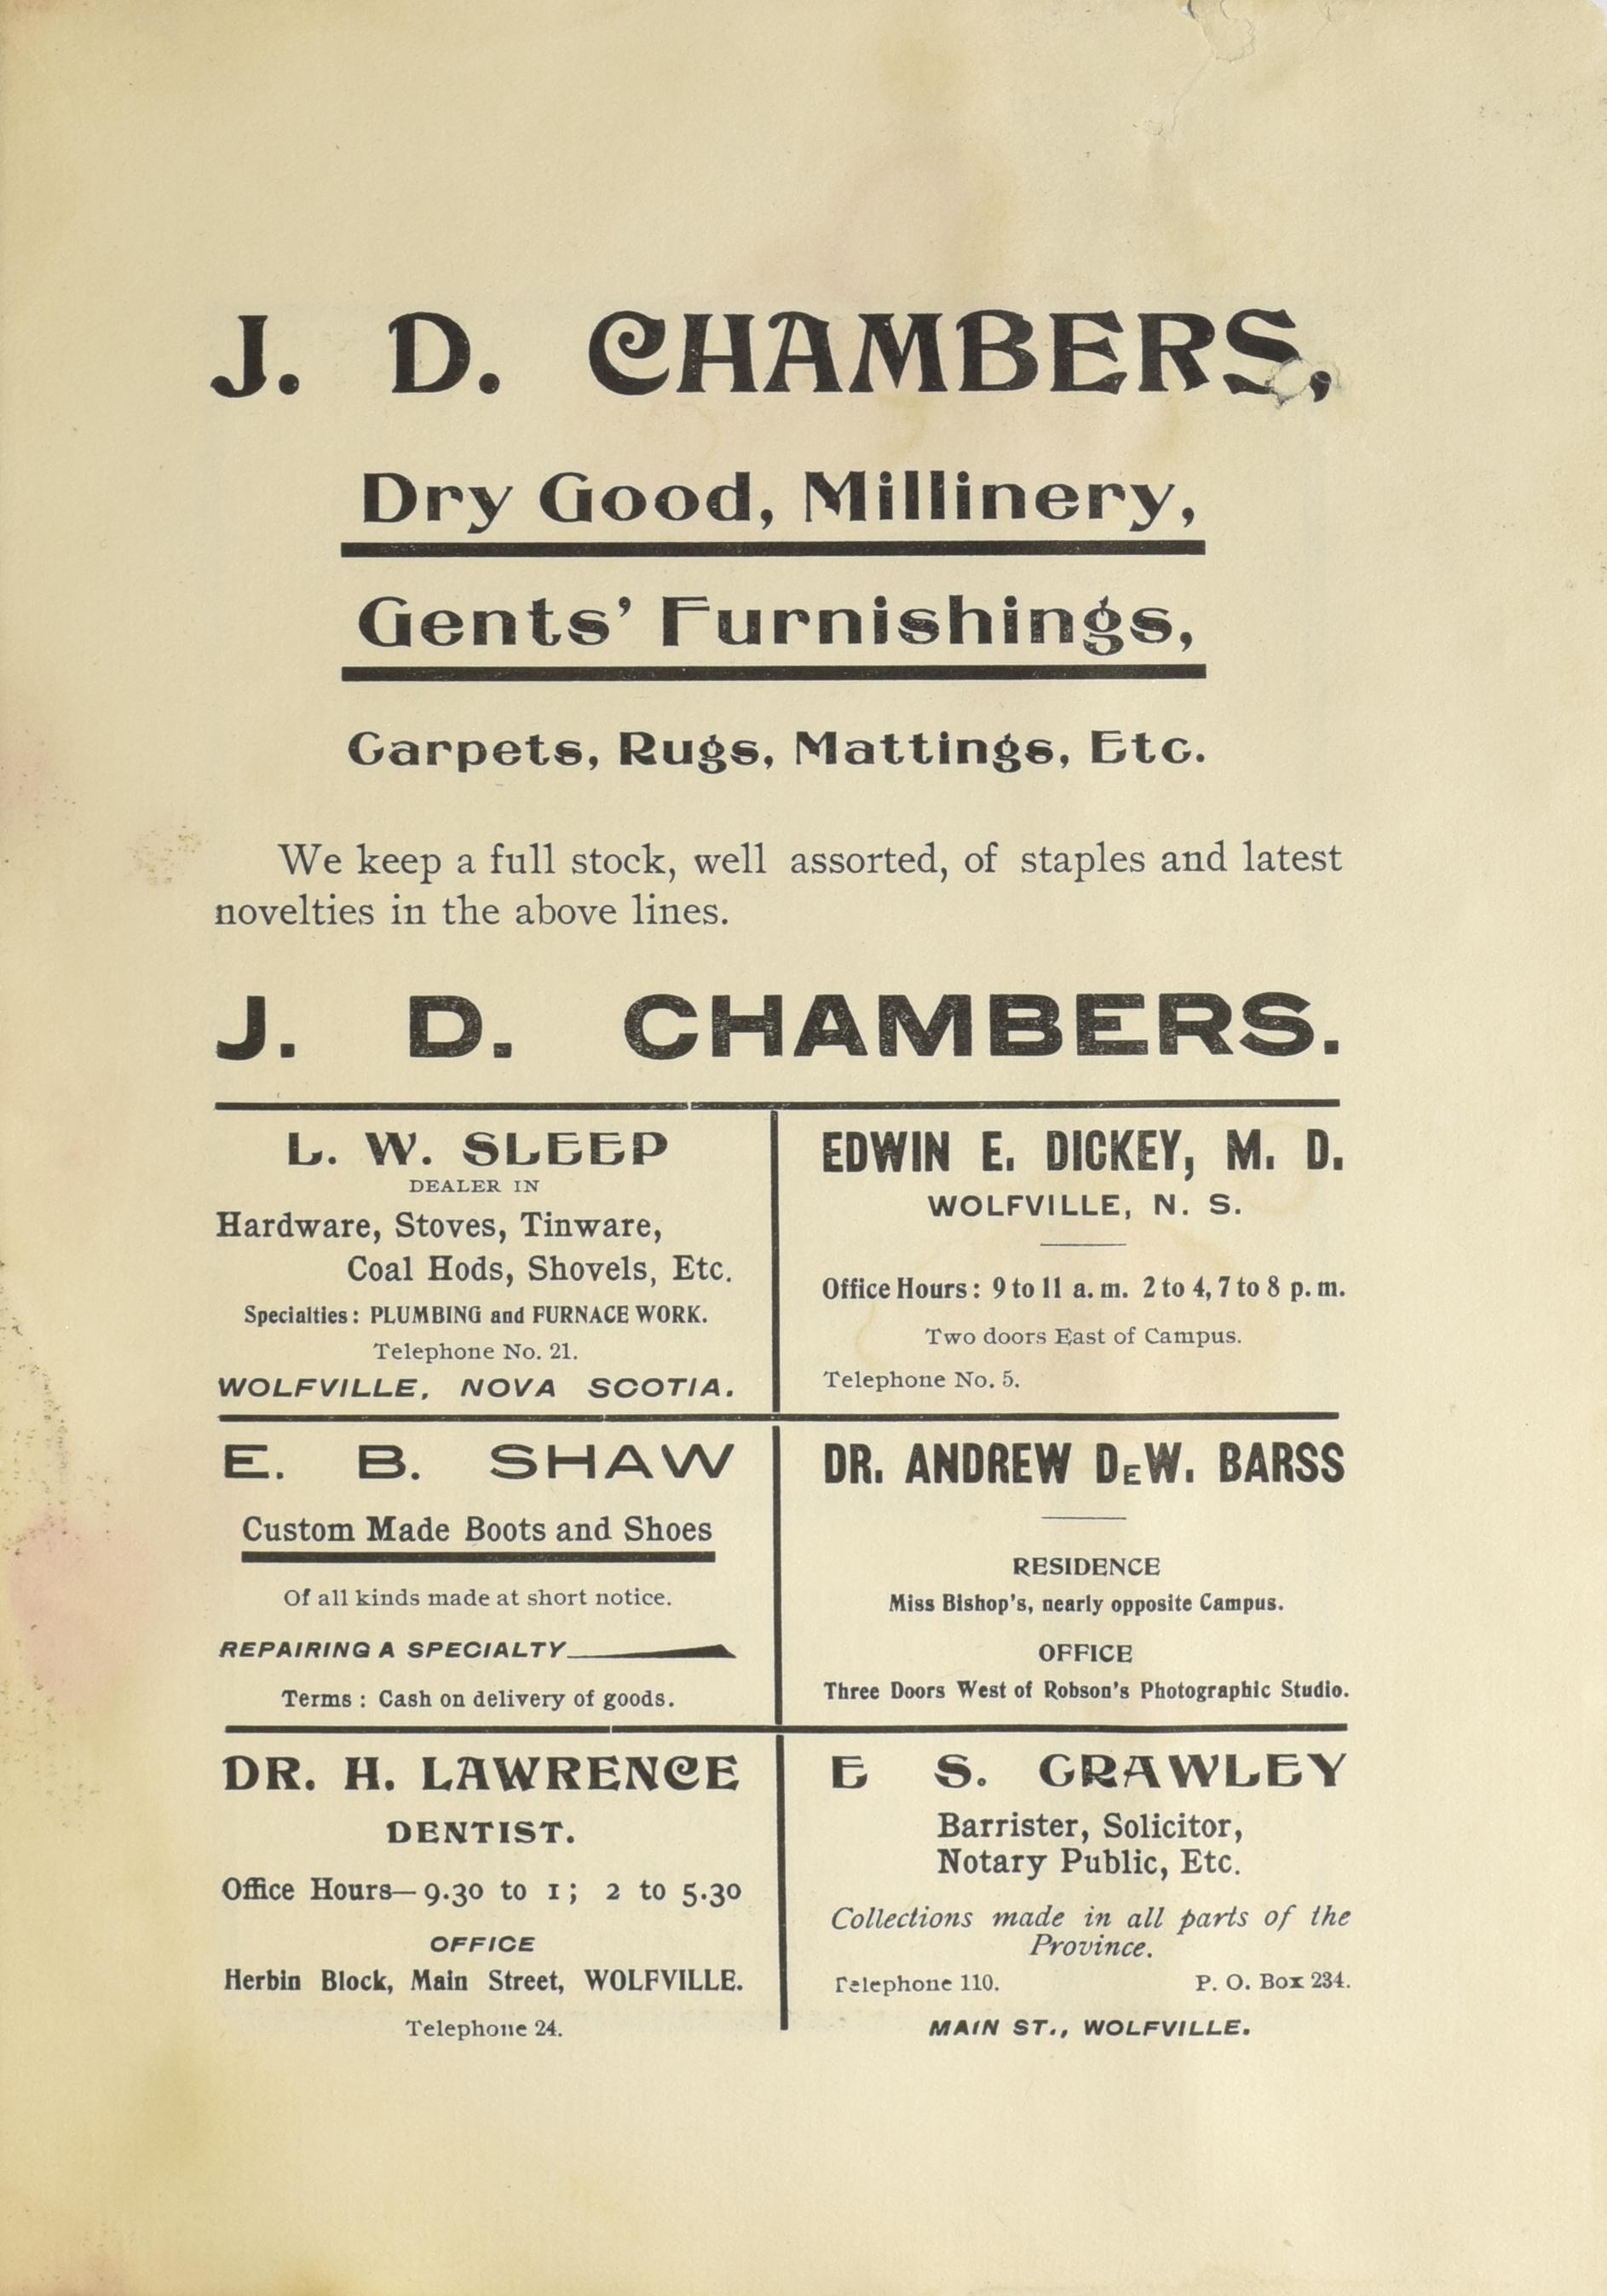 J. D. CHAMBERS,
Dry Good, Millinery,
Gents' Furnishings,
Carpets, Rugs, Mattings, Etc.
We keep a full stock, well assorted, of staples and latest
novelties in the above lines.
J. D. CHAMBERS.
L. W. SLEEP
DEALER IN
Hardware, Stoves, Tinware,
Coal Hods, Shovels, Etc.
Specialties: PLUMBING and FURNACE WORK.
Telephone No. 21.
WOLFVILLE, NOVA SCOTIA.
EDWIN E. DICKEY, M. D.
WOLFVILLE, N. S.
Office Hours: 9 to 11 a. m. 2 to 4, 7 to 8 p. m.
Two doors East of Campus.
Telephone No. 5.
E. B. SHAW
Custom Made Boots and Shoes
Of all kinds made at short notice.
REPAIRING A SPECIALTY
Terms: Cash on delivery of goods.
DR. ANDREW DEW. BARSS
RESIDENCE
Miss Bishop's, nearly opposite Campus.
OFFICE
Three Doors West of Robson's Photographic Studio.
DR. H. LAWRENCE
DENTIST.
Office Hours—9.30 to 1; 2 to 5.30
OFFICE
Herbin Block, Main Street, WOLFVILLE.
Telephone 24.
E S. CRAWLEY
Barrister, Solicitor,
Notary Public, Etc.
Collections made in all parts of the
Province.
Telephone 110. P. O. Box 234.
MAIN ST., WOLFVILLE.